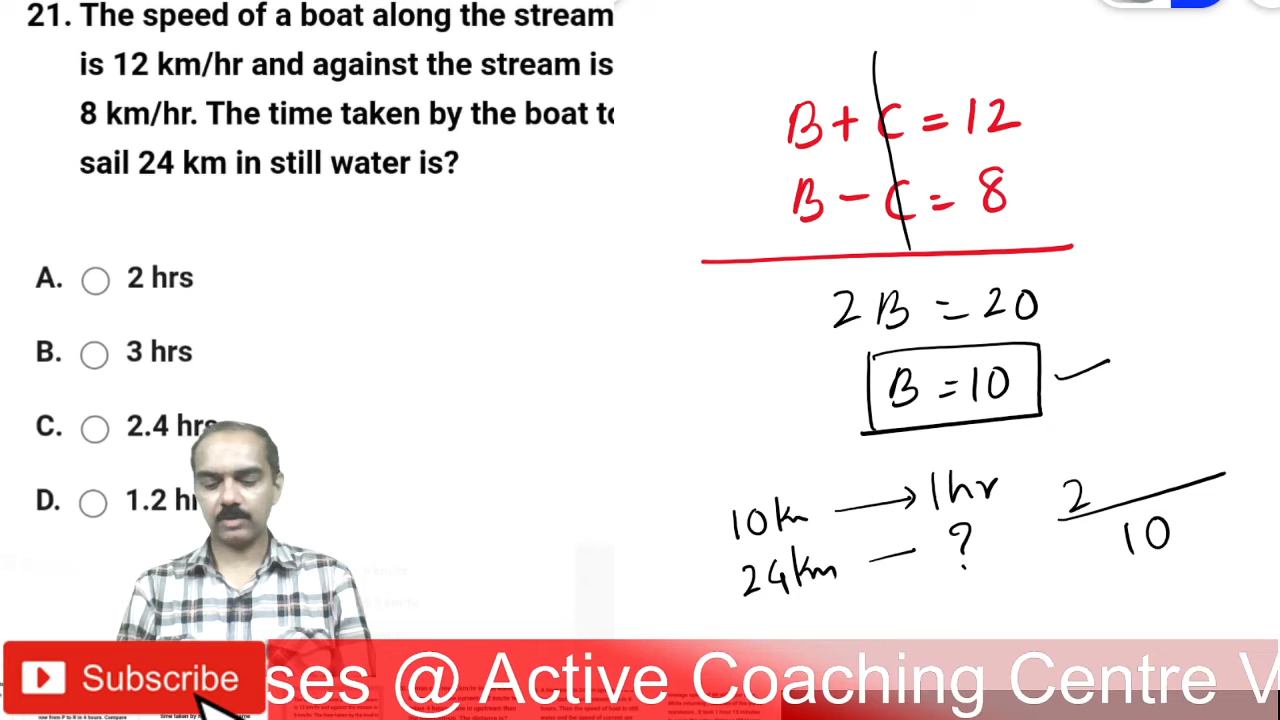 21. The speed of a boat along the stream
is 12 km/hr and against the stream is
8 km/hr. The time taken by the boat to
sail 24 km in still water is?
A. 2 hrs
B. 3 hrs
C. 2.4 hrs
D. 1.2 h
B + C = 12
B - C = 8
2B = 20
B = 10
10km → 1hr
24km — ?
2
10
Subscribe
ses @ Active Coaching Centre V